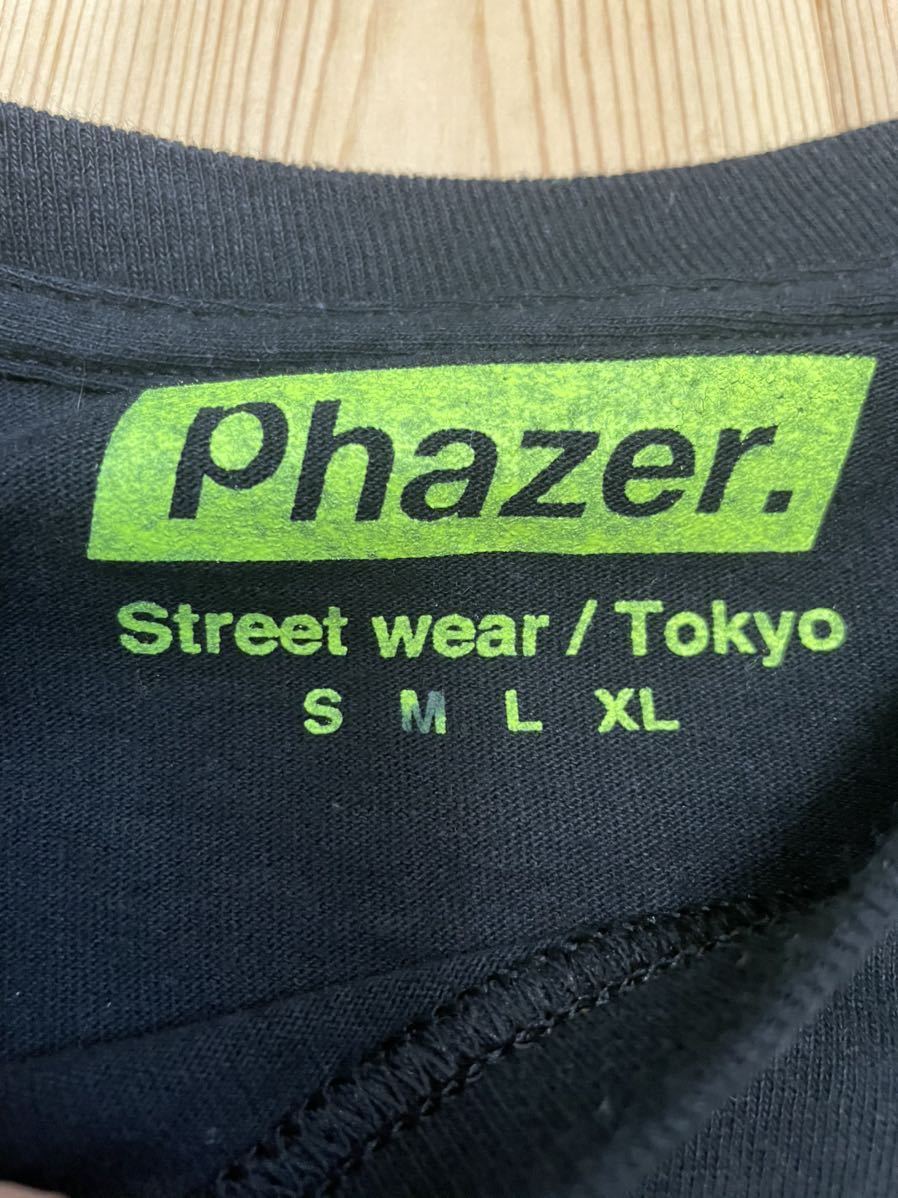 Phazer.
Street wear / Tokyo
S M L XL